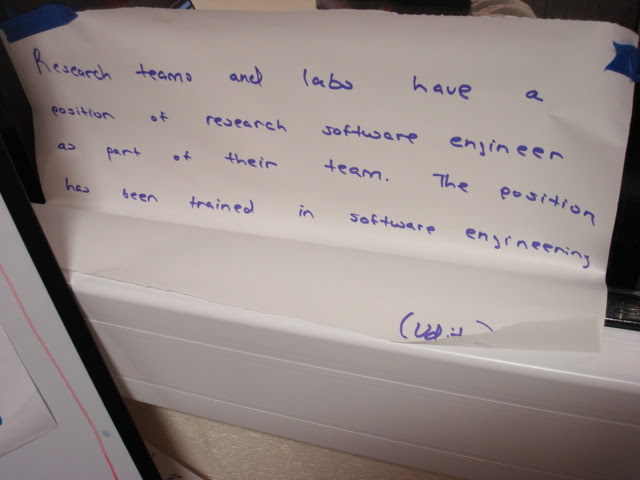 Research teams and labs have a
position of research software engineer
as part of their team. The position
has been trained in software engineering